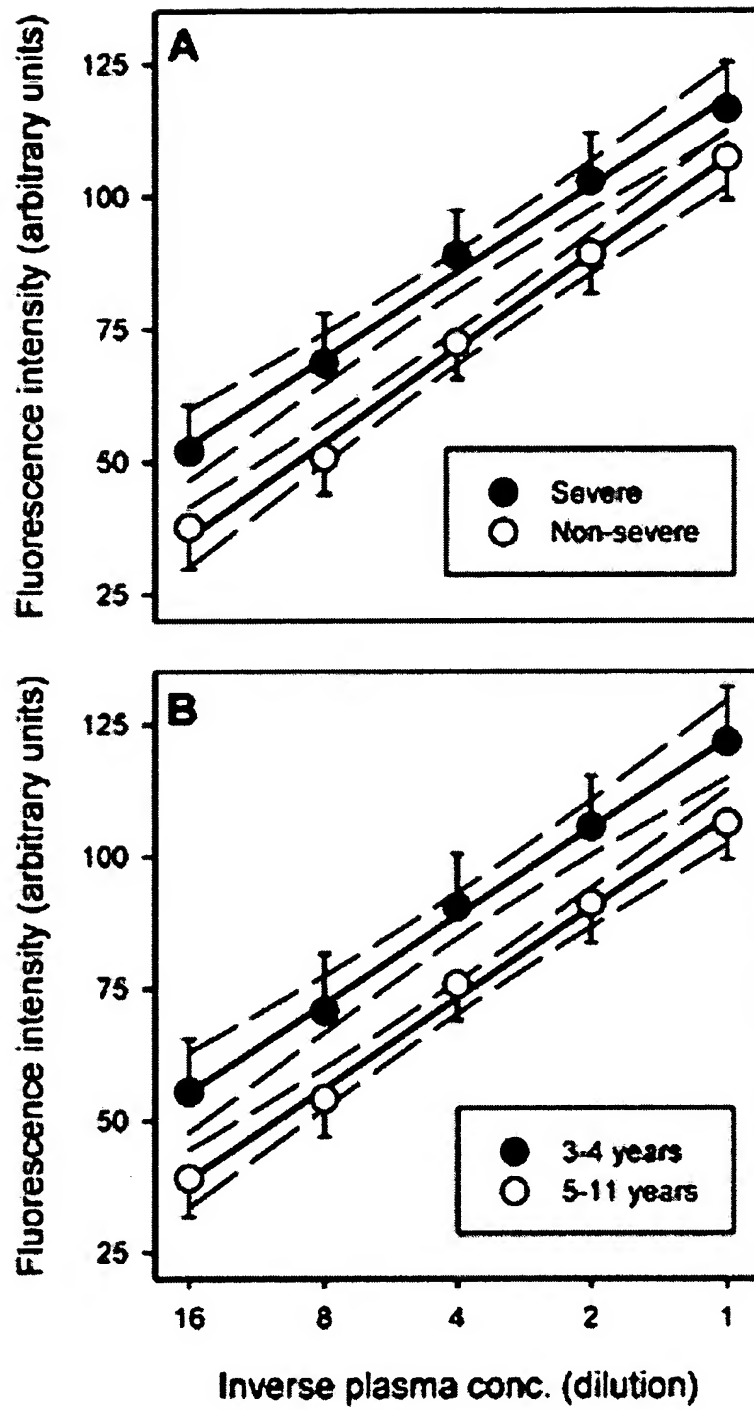 A
Fluorescence intensity (arbitrary units)
125
100
75
50
25
Severe
Non-severe
B
Fluorescence intensity (arbitrary units)
125
100
75
50
25
3-4 years
5-11 years
16 8 4 2 1
Inverse plasma conc. (dilution)